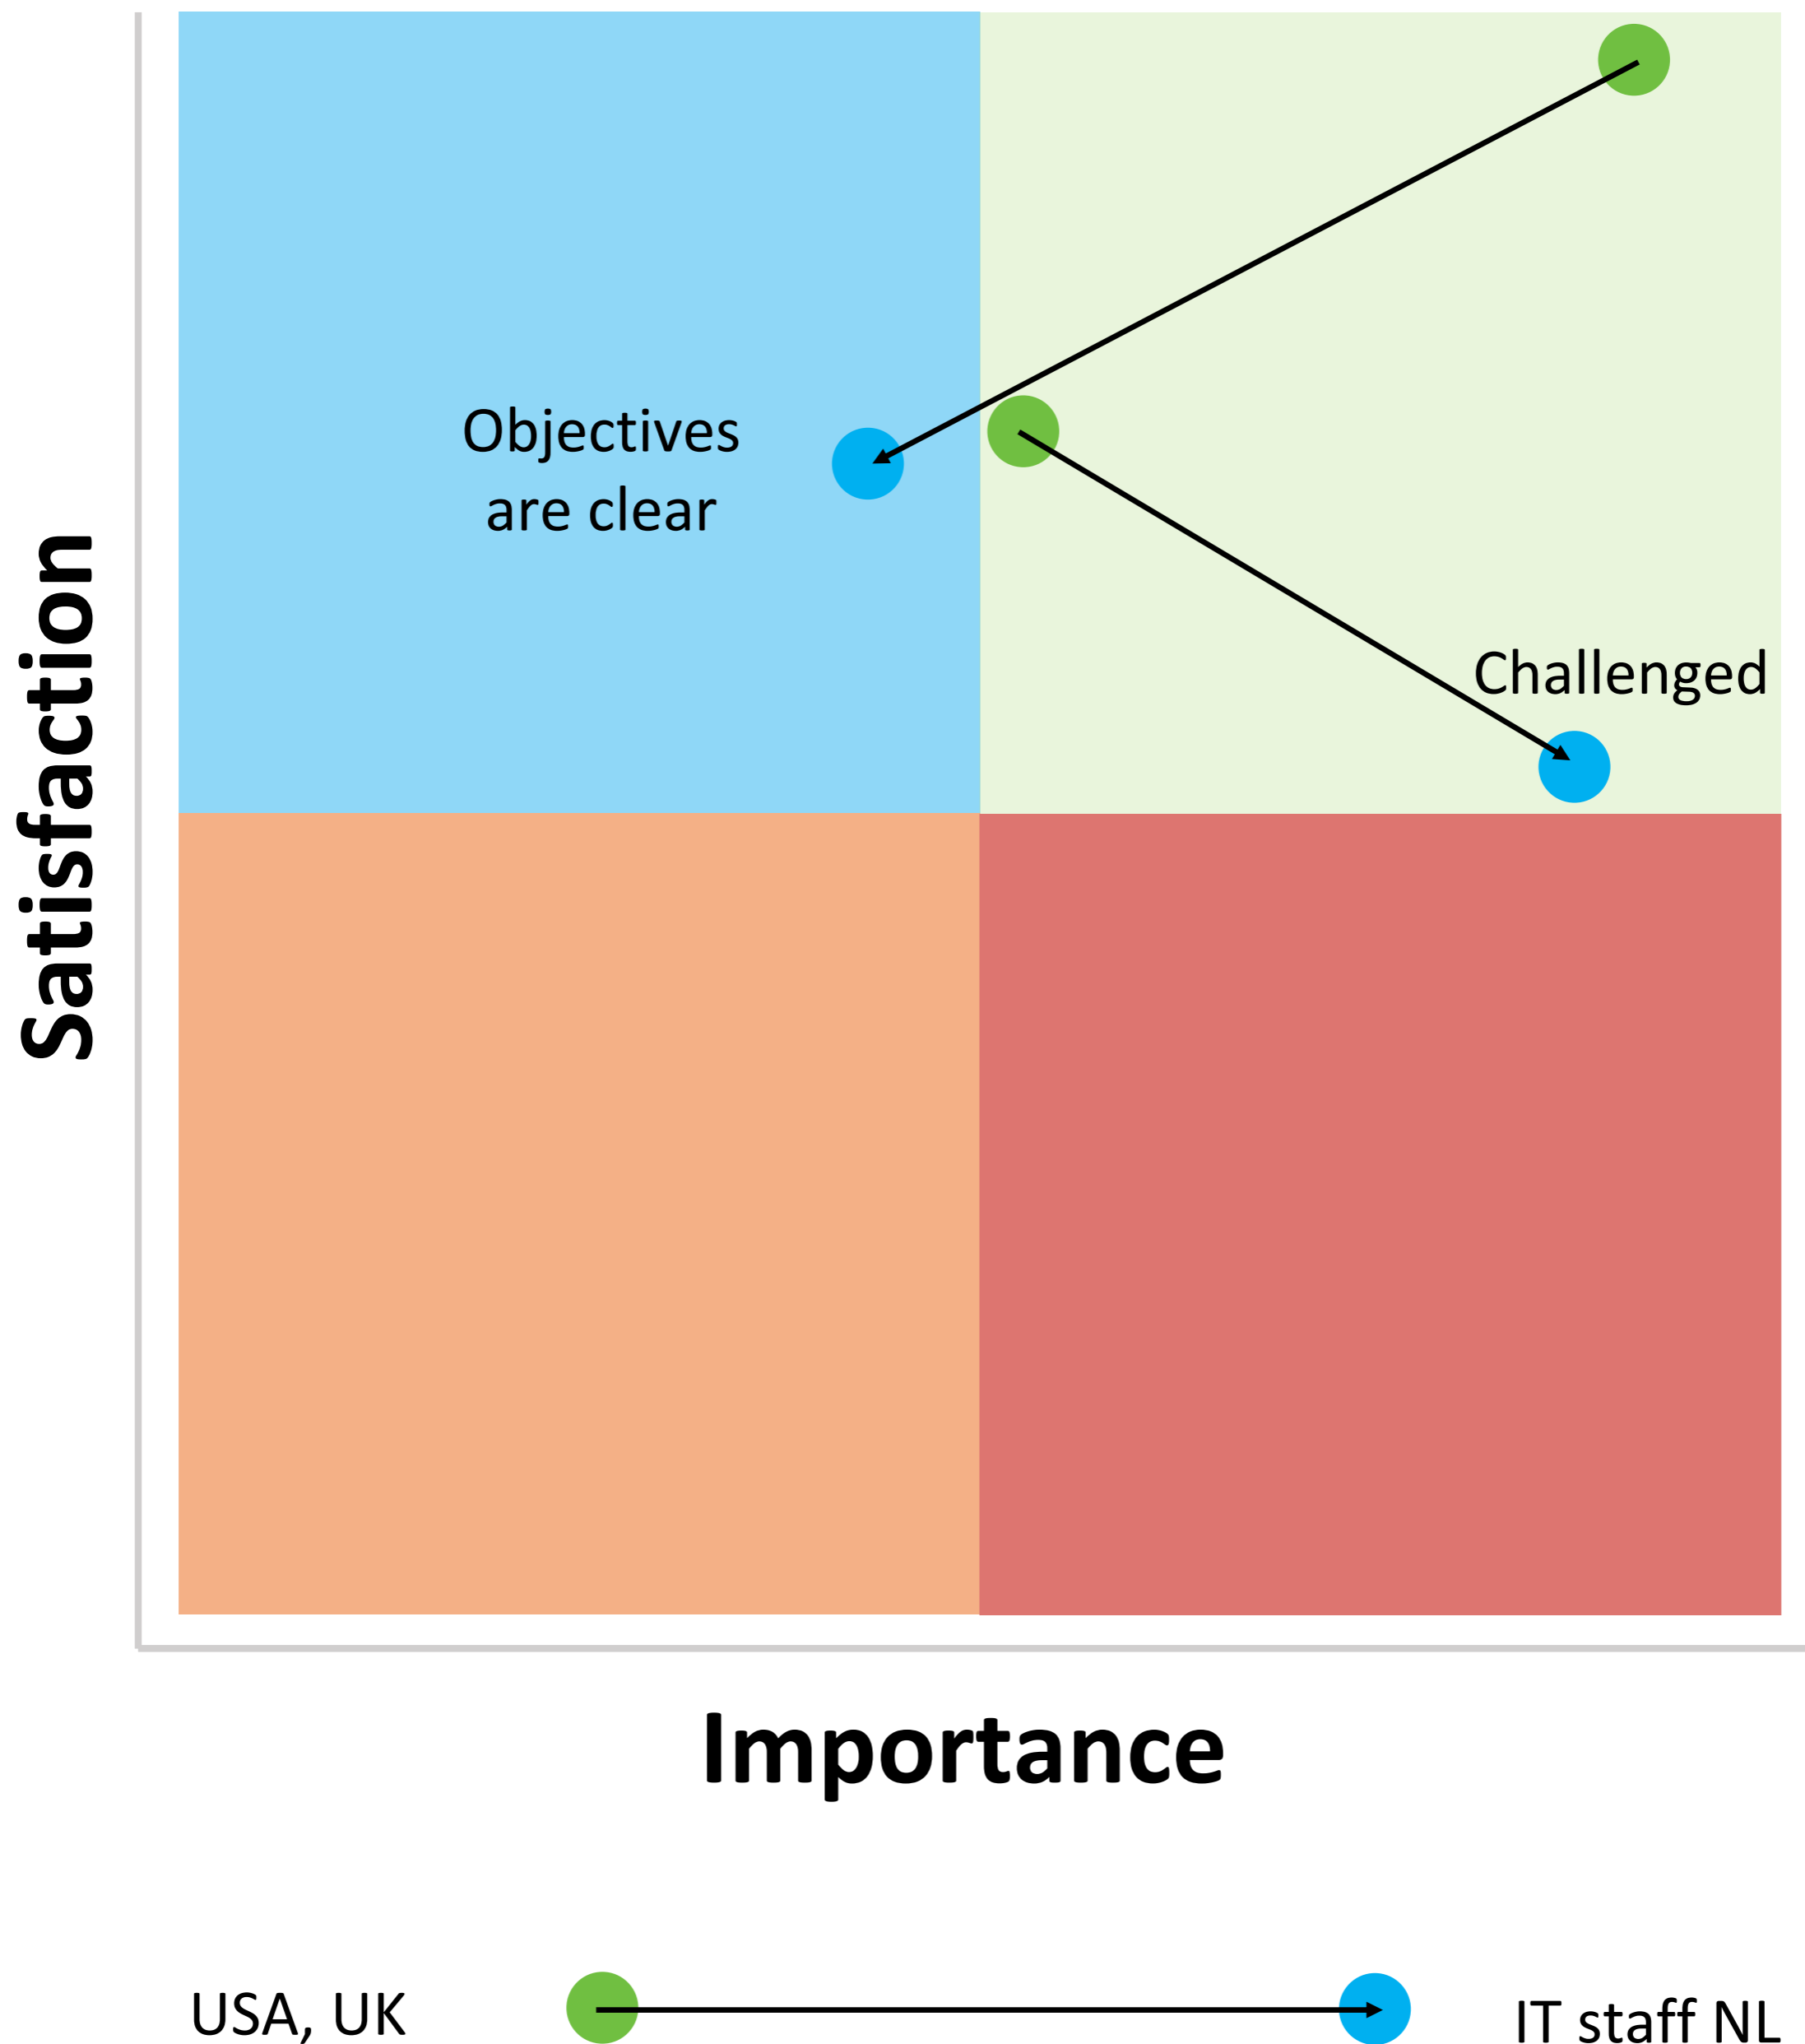 Objectives
are clear
Challenged
Satisfaction
Importance
USA, UK
IT staff NL